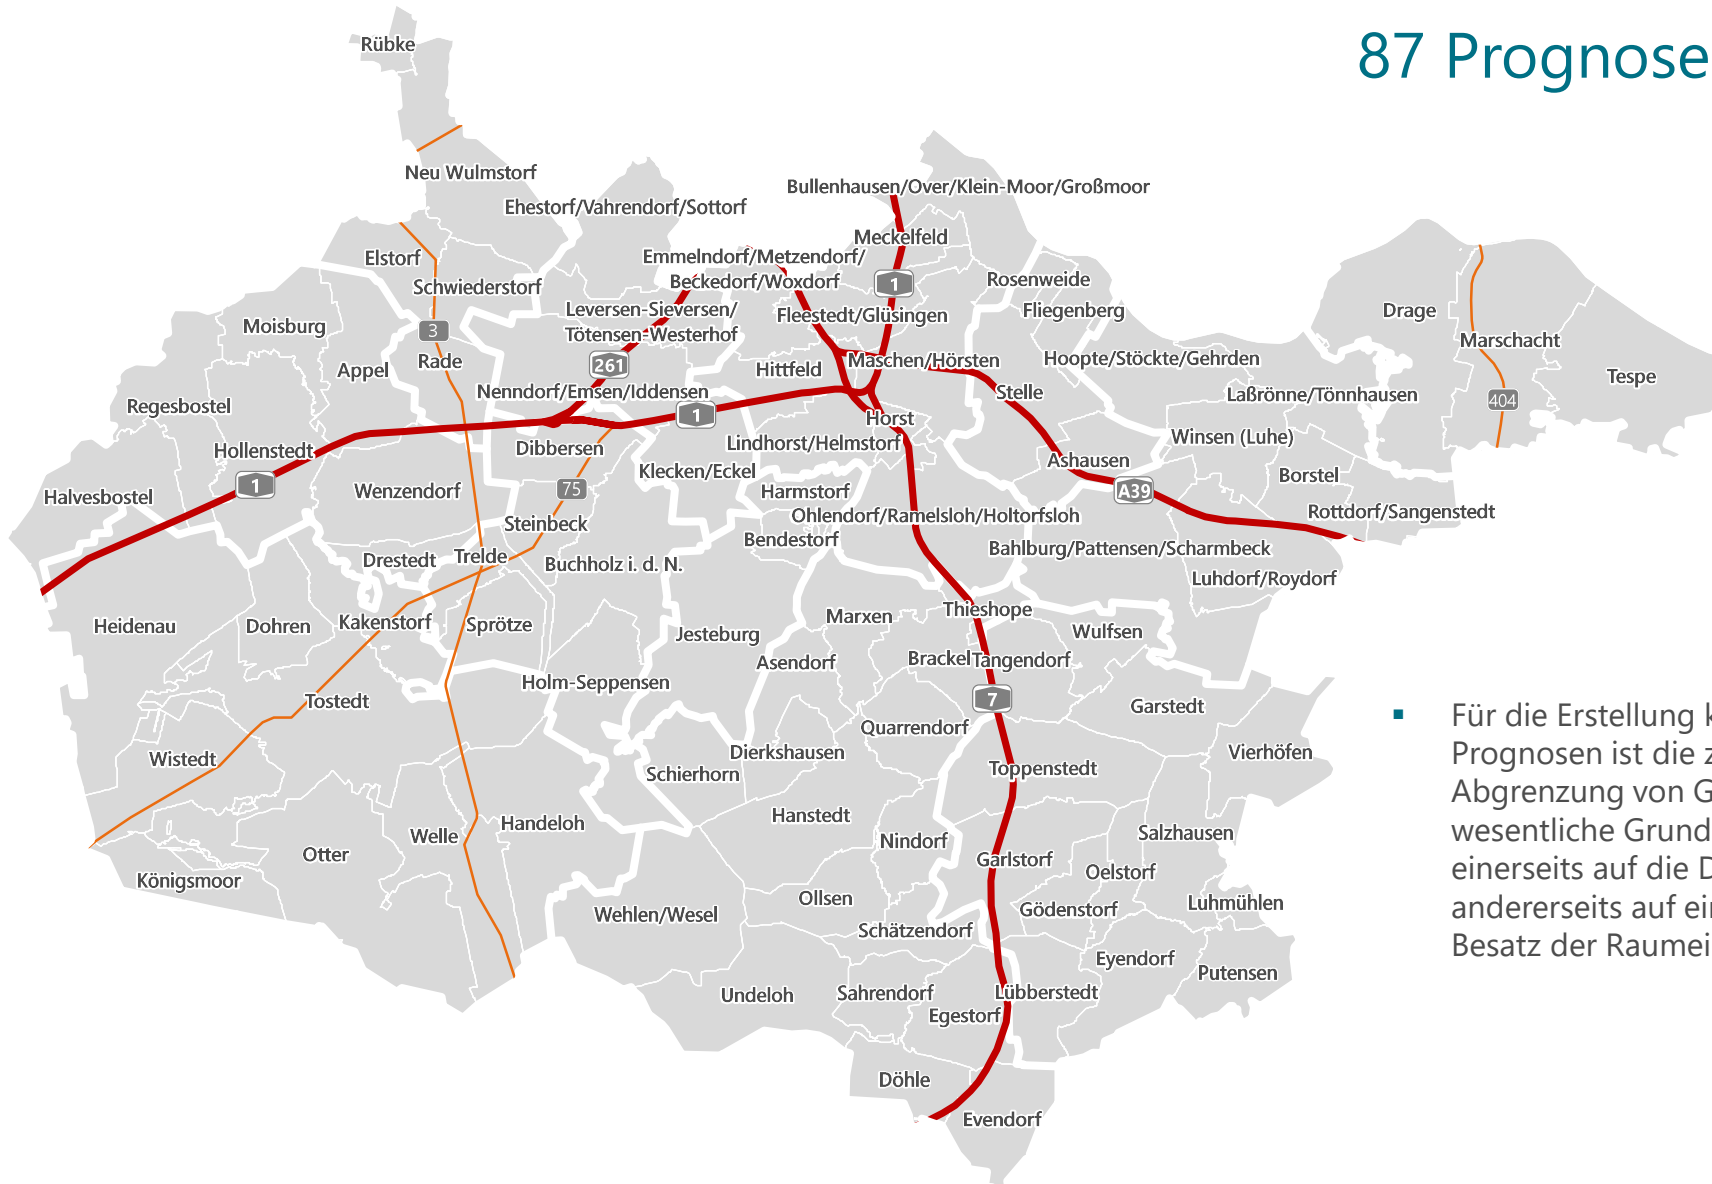 87 Prognose
Rübke
Neu Wulmstorf
Bullenhausen/Over/Klein-Moor/Großmoor
Ehestorf/Vahrendorf/Sottorf
Meckelfeld
Elstorf
Emmelndorf/Metzendorf/
Beckedorf/Woxdorf
Schwiederstorf
1
Rosenweide
Leversen-Sieversen/
Tötensen-Westerhof
Fleestedt/Glüsingen
Fliegenberg
Drage
Moisburg
3
Marschacht
Rade
Appel
261
Hittfeld
Maschen/Hörsten
Hoopte/Stöckte/Gehrden
Tespe
Nenndorf/Emsen/Iddensen
Stelle
Laßrönne/Tönnhausen
404
Regesbostel
1
Horst
Hollenstedt
Dibbersen
Lindhorst/Helmstorf
Winsen (Luhe)
Klecken/Eckel
Ashausen
Borstel
1
Wenzendorf
75
Harmstorf
A39
Halvesbostel
Steinbeck
Ohlendorf/Ramelsloh/Holtorfsloh
Rottdorf/Sangenstedt
Bendestorf
Drestedt
Trelde
Buchholz i. d. N.
Bahlburg/Pattensen/Scharmbeck
Luhdorf/Roydorf
Heidenau
Dohren
Kakenstorf
Sprötze
Jesteburg
Marxen
Thieshope
Wulfsen
Asendorf
Brackel
Tangendorf
Holm-Seppensen
Tostedt
7
Garstedt
Quarrendorf
Wistedt
Dierkshausen
Vierhöfen
Schierhorn
Toppenstedt
Hanstedt
Handeloh
Welle
Nindorf
Salzhausen
Otter
Garlstorf
Oelstorf
Königsmoor
Ollsen
Luhmühlen
Wehlen/Wesel
Gödenstorf
Schätzendorf
Eyendorf
Putensen
Undeloh
Sahrendorf
Lübberstedt
Egestorf
Döhle
Evendorf
▪ Für die Erstellung k
Prognosen ist die z
Abgrenzung von G
wesentliche Grund
einerseits auf die D
andererseits auf ei
Besatz der Raumei